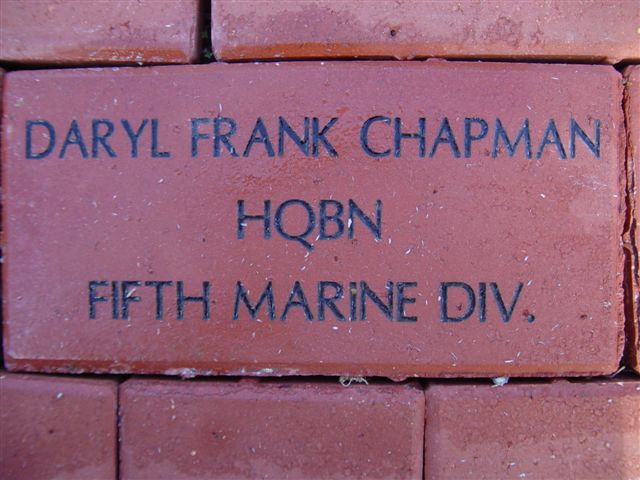 DARYL FRANK CHAPMAN
HQBN
FIFTH MARINE DIV.